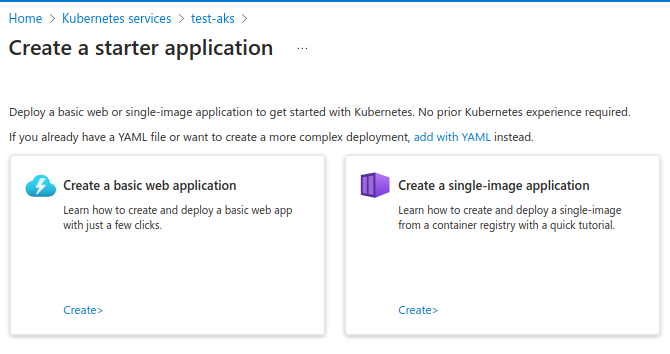 Home > Kubernetes services > test-aks >
Create a starter application ...
Deploy a basic web or single-image application to get started with Kubernetes. No prior Kubernetes experience required.
If you already have a YAML file or want to create a more complex deployment, add with YAML instead.
Create a basic web application
Learn how to create and deploy a basic web app
with just a few clicks.
Create>
Create a single-image application
Learn how to create and deploy a single-image
from a container registry with a quick tutorial.
Create>